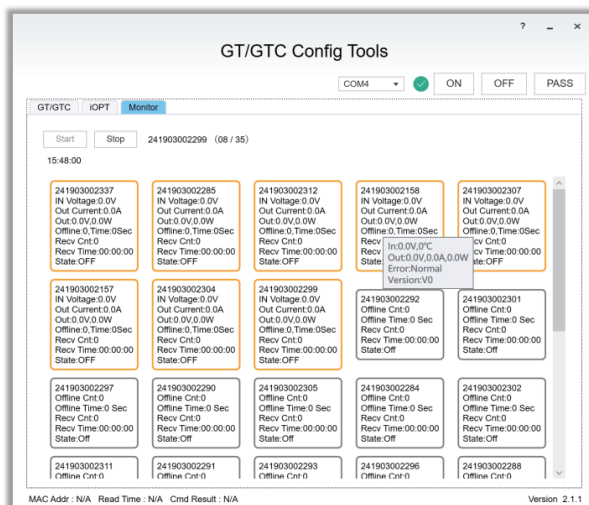 ? – ×
GT/GTC Config Tools
COM4 ON OFF PASS
GT/GTC iOPT Monitor
Start Stop 241903002299 (08 / 35)
15:48:00
241903002337
IN Voltage:0.0V
Out Current:0.0A
Out:0.0V,0.0W
Offline:0,Time:0Sec
Recv Cnt:0
Recv Time:00:00:00
State:OFF
241903002285
IN Voltage:0.0V
Out Current:0.0A
Out:0.0V,0.0W
Offline:0,Time:0Sec
Recv Cnt:0
Recv Time:00:00:00
State:OFF
241903002312
IN Voltage:0.0V
Out Current:0.0A
Out:0.0V,0.0W
Offline:0,Time:0Sec
Recv Cnt:0
Recv Time:00:00:00
State:OFF
241903002158
IN Voltage:0.0V
Out Current:0.0A
Out:0.0V,0.0W
Offline:0,Time:0Sec
Recv
Recv
State
In:0.0V,0℃
Out:0.0V,0.0A,0.0W
Error:Normal
Version:V0
241903002307
IN Voltage:0.0V
Out Current:0.0A
Out:0.0V,0.0W
Offline:0,Time:0Sec
Cnt:0
Time:00:00:00
:OFF
241903002157
IN Voltage:0.0V
Out Current:0.0A
Out:0.0V,0.0W
Offline:0,Time:0Sec
Recv Cnt:0
Recv Time:00:00:00
State:OFF
241903002304
IN Voltage:0.0V
Out Current:0.0A
Out:0.0V,0.0W
Offline:0,Time:0Sec
Recv Cnt:0
Recv Time:00:00:00
State:OFF
241903002299
IN Voltage:0.0V
Out Current:0.0A
Out:0.0V,0.0W
Offline:0,Time:0Sec
Recv Cnt:0
Recv Time:00:00:00
State:OFF
241903002292
Offline Cnt:0
Offline Time:0 Sec
Recv Cnt:0
Recv Time:00:00:00
State:Off
241903002301
Offline Cnt:0
Offline Time:0 Sec
Recv Cnt:0
Recv Time:00:00:00
State:Off
241903002297
Offline Cnt:0
Offline Time:0 Sec
Recv Cnt:0
Recv Time:00:00:00
State:Off
241903002290
Offline Cnt:0
Offline Time:0 Sec
Recv Cnt:0
Recv Time:00:00:00
State:Off
241903002305
Offline Cnt:0
Offline Time:0 Sec
Recv Cnt:0
Recv Time:00:00:00
State:Off
241903002284
Offline Cnt:0
Offline Time:0 Sec
Recv Cnt:0
Recv Time:00:00:00
State:Off
241903002302
Offline Cnt:0
Offline Time:0 Sec
Recv Cnt:0
Recv Time:00:00:00
State:Off
241903002311
Offline Cnt:0
241903002291
Offline Cnt:0
241903002293
Offline Cnt:0
241903002296
Offline Cnt:0
241903002288
Offline Cnt:0
MAC Addr : N/A Read Time : N/A Cmd Result : N/A Version 2.1.1